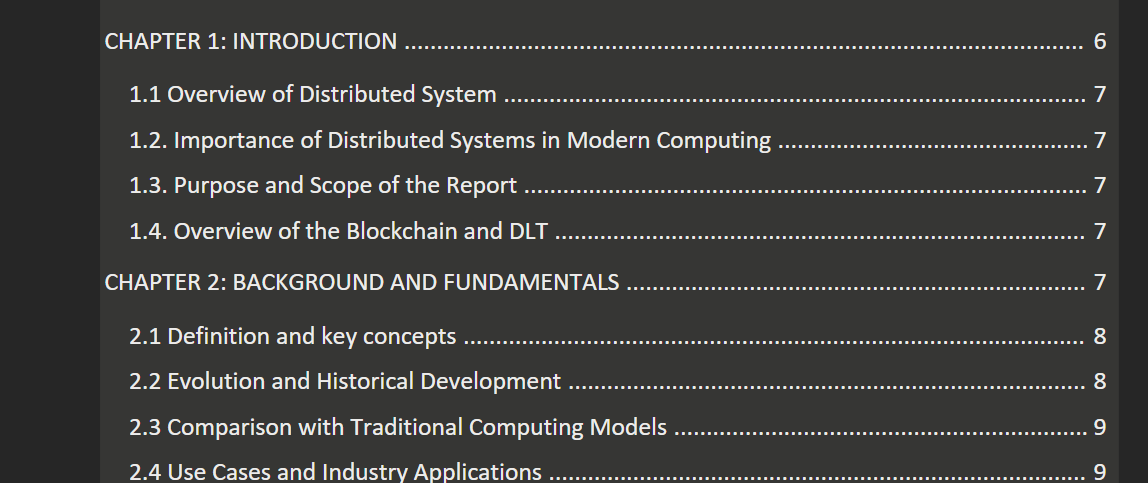 CHAPTER 1: INTRODUCTION ........................................................................................................... 6
1.1 Overview of Distributed System ........................................................................................... 7
1.2. Importance of Distributed Systems in Modern Computing ................................................ 7
1.3. Purpose and Scope of the Report ........................................................................................ 7
1.4. Overview of the Blockchain and DLT ................................................................................... 7
CHAPTER 2: BACKGROUND AND FUNDAMENTALS ........................................................................ 7
2.1 Definition and key concepts ................................................................................................. 8
2.2 Evolution and Historical Development ................................................................................. 8
2.3 Comparison with Traditional Computing Models ................................................................. 9
2.4 Use Cases and Industry Applications .................................................................................... 9